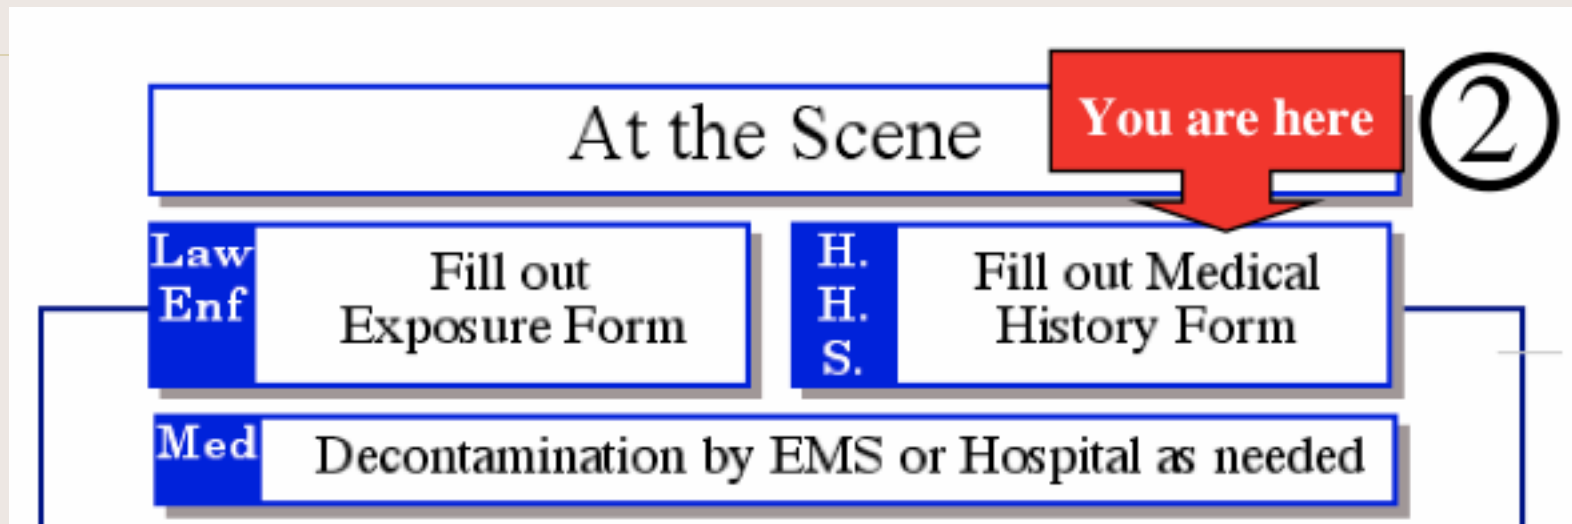 At the Scene
You are here
2
Law
Enf
Fill out
Exposure Form
H.
H.
S.
Fill out Medical
History Form
Med
Decontamination by EMS or Hospital as needed